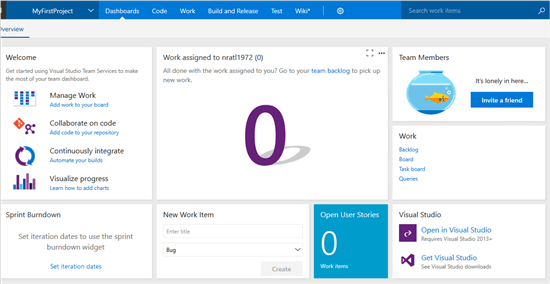 MyFirstProject
Dashboards
Code
Work
Build and Release
Test
Wiki*
Search work items
Overview
Welcome
Get started using Visual Studio Team Services to
make the most of your team dashboard.
Manage Work
Add work to your board
Collaborate on code
Add code to your repository
Continuously integrate
Automate your builds
Visualize progress
Learn how to add charts
Work assigned to nratl1972 (0)
All done with the work assigned to you? Go to your team backlog to pick up
new work.
0
Team Members
It's lonely in here...
Invite a friend
Work
Backlog
Board
Task board
Queries
Sprint Burndown
Set iteration dates to use the sprint
burndown widget
Set iteration dates
New Work Item
Enter title
Bug
Create
Open User Stories
0
Work items
Visual Studio
Open in Visual Studio
Requires Visual Studio 2013+
Get Visual Studio
See Visual Studio downloads